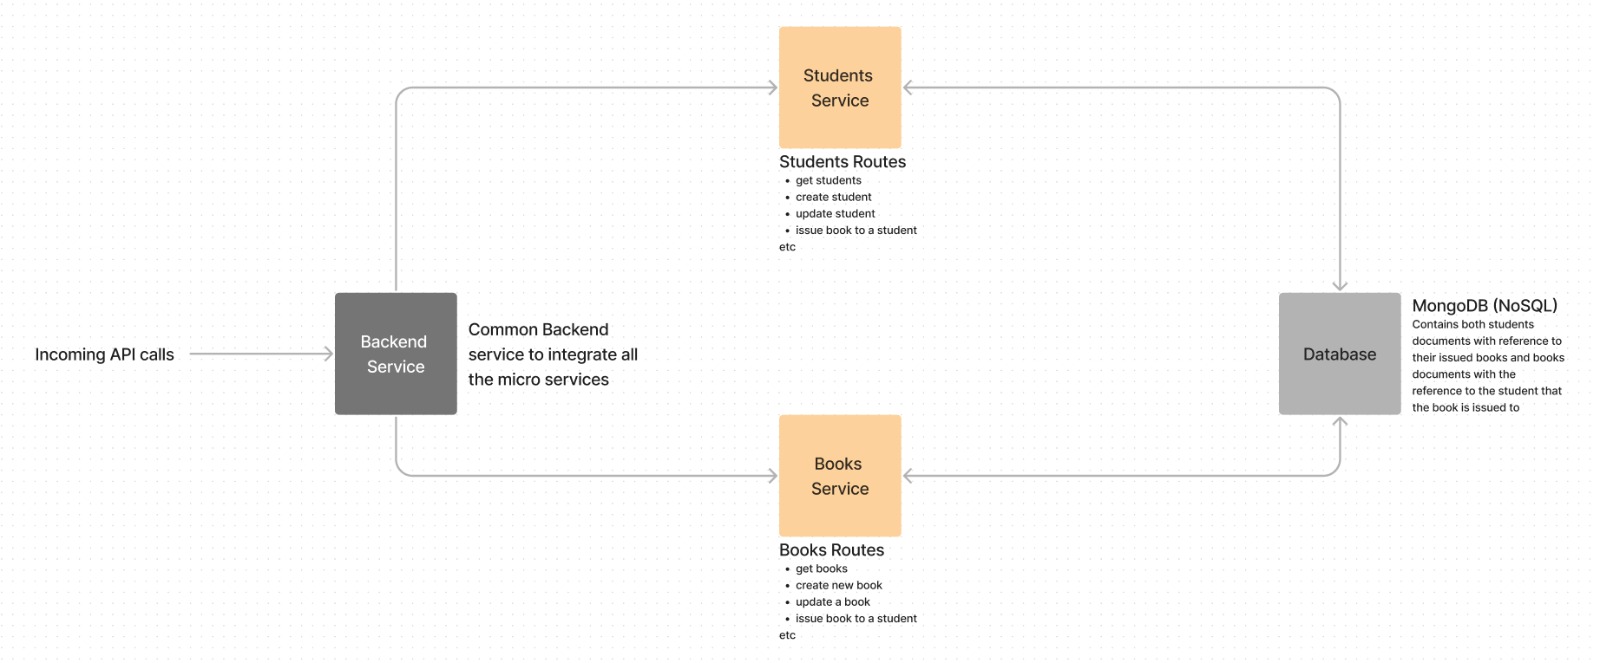 Students
Service
Students Routes
• get students
• create student
• update student
• issue book to a student
etc
Incoming API calls
Backend
Service
Common Backend
service to integrate all
the micro services
Database
MongoDB (NoSQL)
Contains both students
documents with reference to
their issued books and books
documents with the
reference to the student that
the book is issued to
Books
Service
Books Routes
• get books
• create new book
• update a book
• issue book to a student
etc